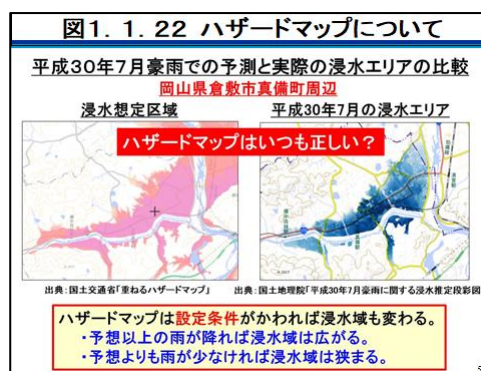 図1.1.22 ハザードマップについて
平成30年7月豪雨での予測と実際の浸水エリアの比較
岡山県倉敷市真備町周辺
浸水想定区域
平成30年7月の浸水エリア
ハザードマップはいつも正しい?
出典:国土交通省「重ねるハザードマップ」
出典:国土地理院「平成30年7月豪雨に関する浸水推定段彩図
ハザードマップは設定条件がかわれば浸水域も変わる。
・予想以上の雨が降れば浸水域は広がる。
・予想よりも雨が少なければ浸水域は狭まる。